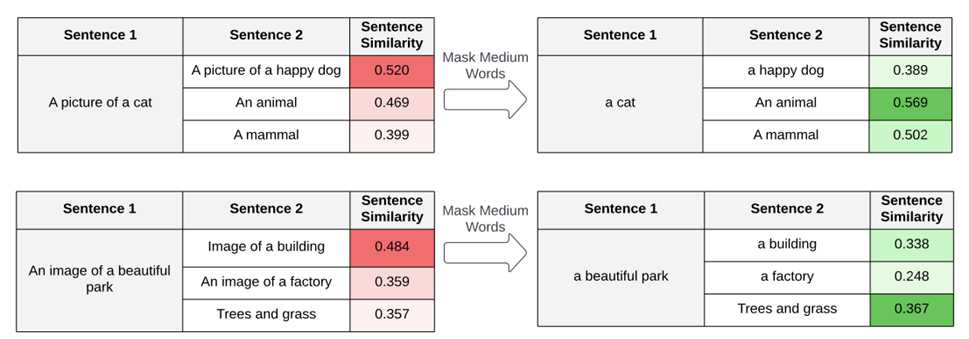 Sentence 1 Sentence 2 Sentence
Similarity
A picture of a cat
A picture of a happy dog 0.520
An animal 0.469
A mammal 0.399
Mask Medium
Words
Sentence 1 Sentence 2 Sentence
Similarity
a cat
a happy dog 0.389
An animal 0.569
A mammal 0.502
Sentence 1 Sentence 2 Sentence
Similarity
An image of a beautiful
park
Image of a building 0.484
An image of a factory 0.359
Trees and grass 0.357
Mask Medium
Words
Sentence 1 Sentence 2 Sentence
Similarity
a beautiful park
a building 0.338
a factory 0.248
Trees and grass 0.367